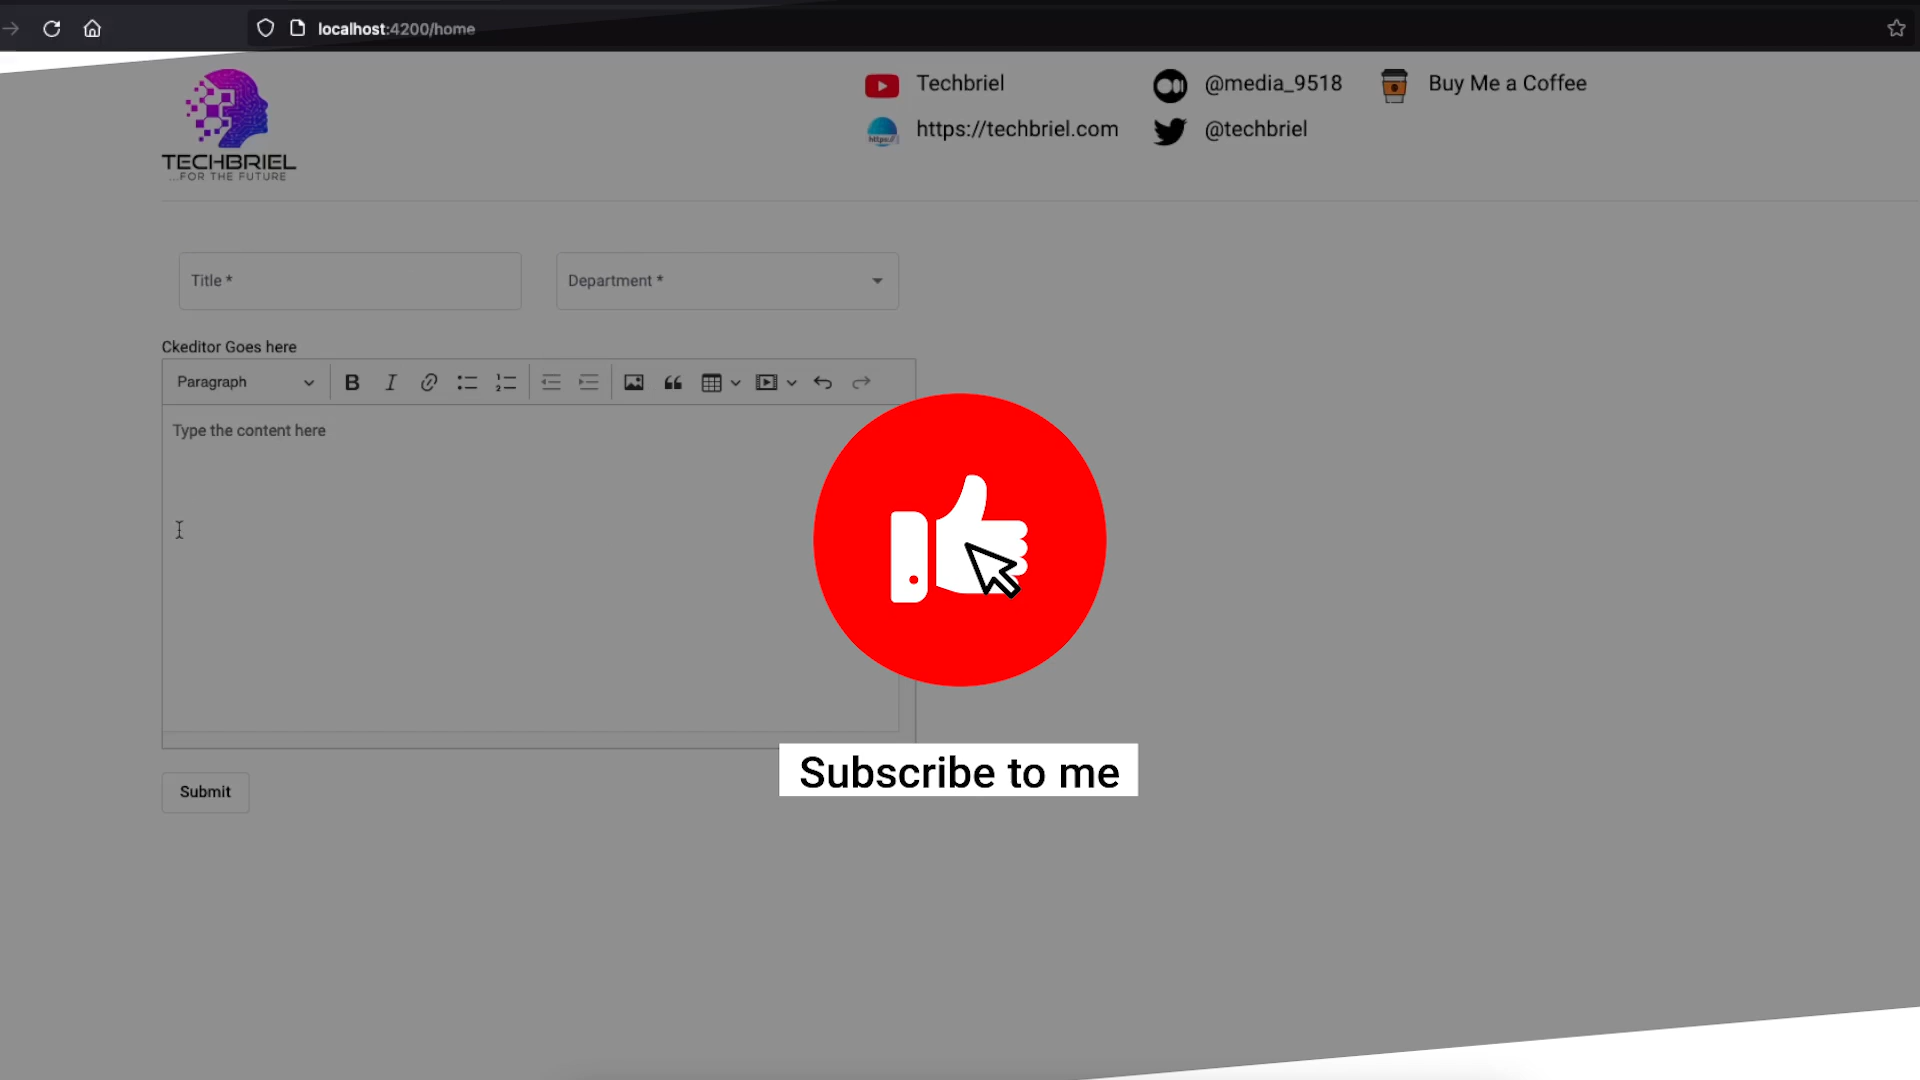 localhost:4200/home
TECHBRIEL
...FOR THE FUTURE
Techbriel
@media_9518
Buy Me a Coffee
https://
https://techbriel.com
@techbriel
Title *
Department *
Ckeditor Goes here
Paragraph
Type the content here
Subscribe to me
Submit